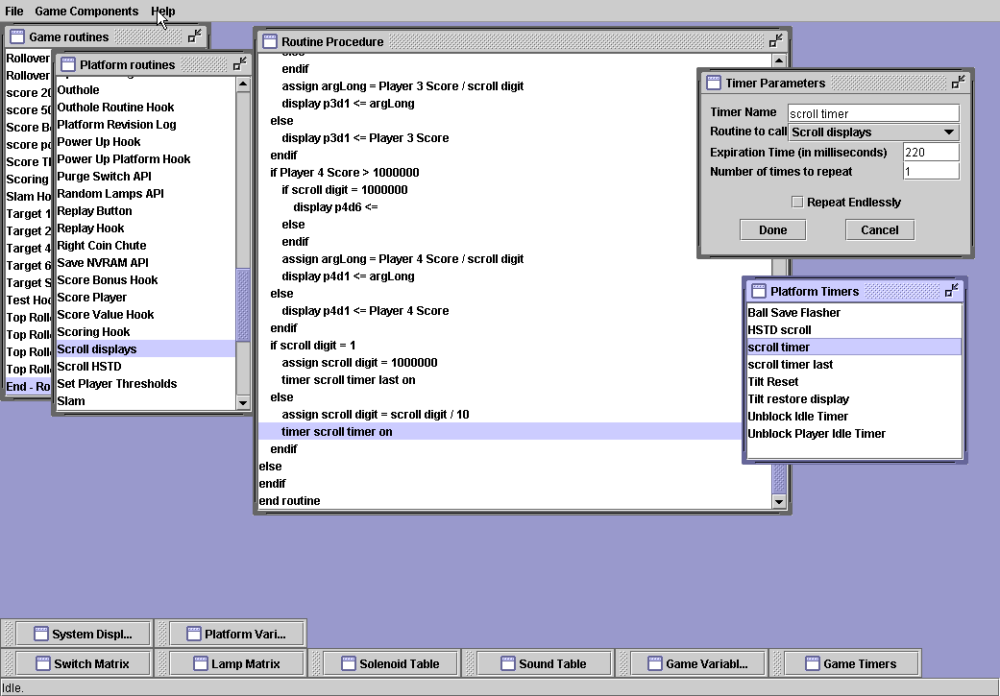 File Game Components Help
Game routines
Rollover
Rollover
score 20
score 50
Score B
score po
Score T
Scoring
Slam Ho
Target 1
Target 2
Target 4
Target 6
Target S
Test Hoo
Top Roll
Top Roll
Top Roll
Top Roll
End - Ro
Platform routines
Outhole
Outhole Routine Hook
Platform Revision Log
Power Up Hook
Power Up Platform Hook
Purge Switch API
Random Lamps API
Replay Button
Replay Hook
Right Coin Chute
Save NVRAM API
Score Bonus Hook
Score Player
Score Value Hook
Scoring Hook
Scroll displays
Scroll HSTD
Set Player Thresholds
Slam
Routine Procedure
else
endif
assign argLong = Player 3 Score / scroll digit
display p3d1 <= argLong
else
display p3d1 <= Player 3 Score
endif
if Player 4 Score > 1000000
if scroll digit = 1000000
display p4d6 <=
else
endif
assign argLong = Player 4 Score / scroll digit
display p4d1 <= argLong
else
display p4d1 <= Player 4 Score
endif
if scroll digit = 1
assign scroll digit = 1000000
timer scroll timer last on
else
assign scroll digit = scroll digit / 10
timer scroll timer on
endif
else
endif
end routine
Timer Parameters
Timer Name scroll timer
Routine to call Scroll displays
Expiration Time (in milliseconds) 220
Number of times to repeat 1
Repeat Endlessly
Done Cancel
Platform Timers
Ball Save Flasher
HSTD scroll
scroll timer
scroll timer last
Tilt Reset
Tilt restore display
Unblock Idle Timer
Unblock Player Idle Timer
System Displ... Platform Vari...
Switch Matrix Lamp Matrix Solenoid Table Sound Table Game Variabl... Game Timers
Idle.